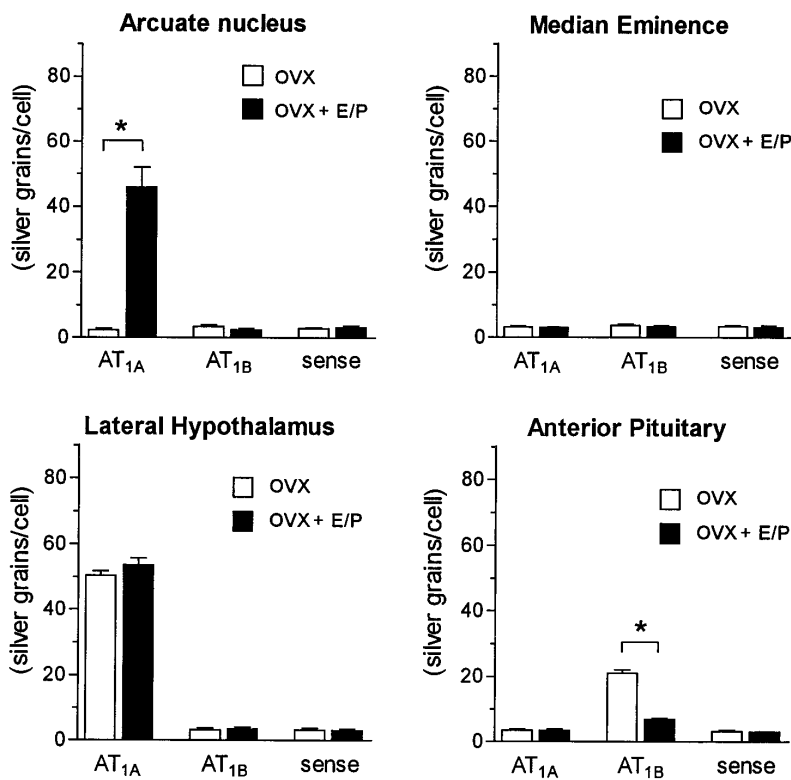 Arcuate nucleus
(silver grains/cell)
80
60
40
20
0
OVX
OVX + E/P
*
AT1A AT1B sense
Median Eminence
(silver grains/cell)
80
60
40
20
0
OVX
OVX + E/P
AT1A AT1B sense
Lateral Hypothalamus
(silver grains/cell)
80
60
40
20
0
OVX
OVX + E/P
AT1A AT1B sense
Anterior Pituitary
(silver grains/cell)
80
60
40
20
0
OVX
OVX + E/P
*
AT1A AT1B sense